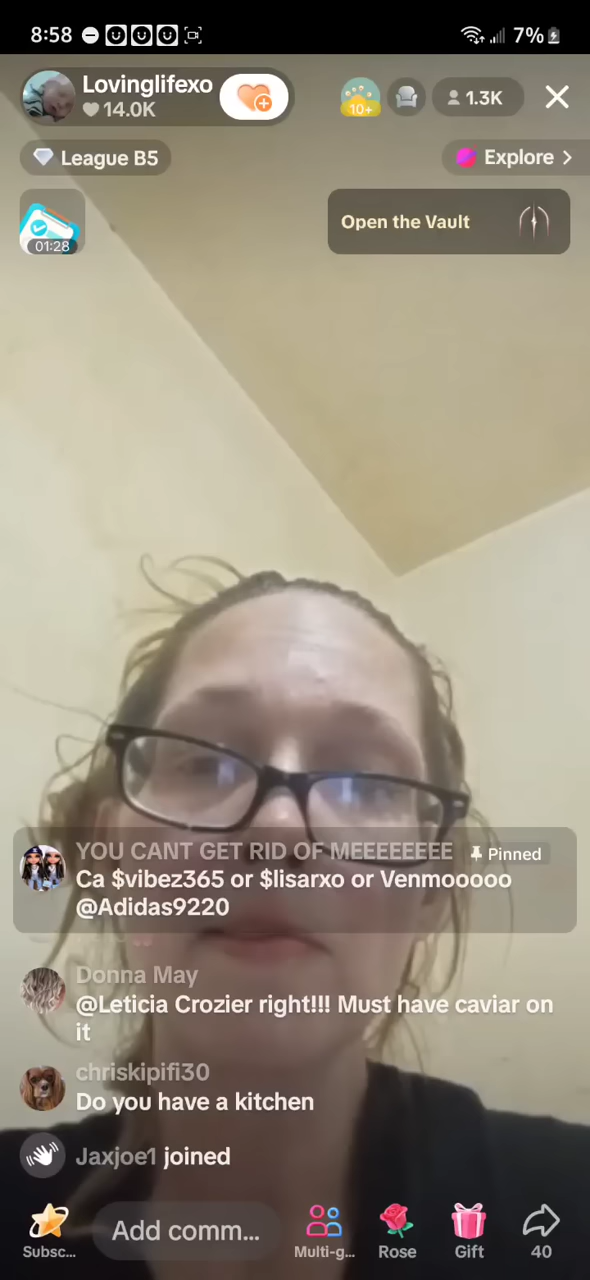 8:58
7%
Lovinglifexo
14.0K
10+
1.3K
League B5
Explore >
01:28
Open the Vault
YOU CANT GET RID OF MEEEEEEEE Pinned
Ca $vibez365 or $lisarxo or Venmooooo
@Adidas9220
Donna May
@Leticia Crozier right!!! Must have caviar on
it
chriskipifi30
Do you have a kitchen
Jaxjoe1 joined
Subsc...
Add comm...
Multi-g...
Rose
Gift
40